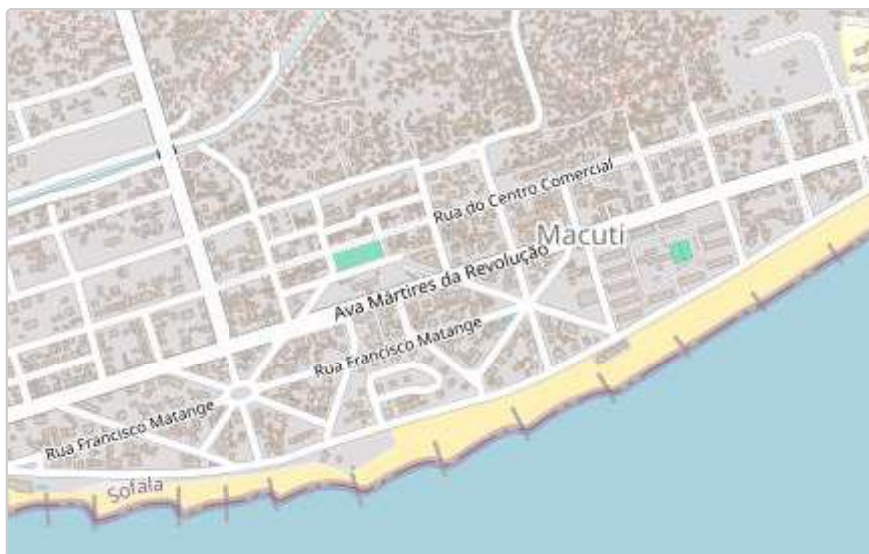 Rua do Centro Comercial
Macuti
Ava Mártires da Revolução
Rua Francisco Matange
Rua Francisco Matange
Sofala